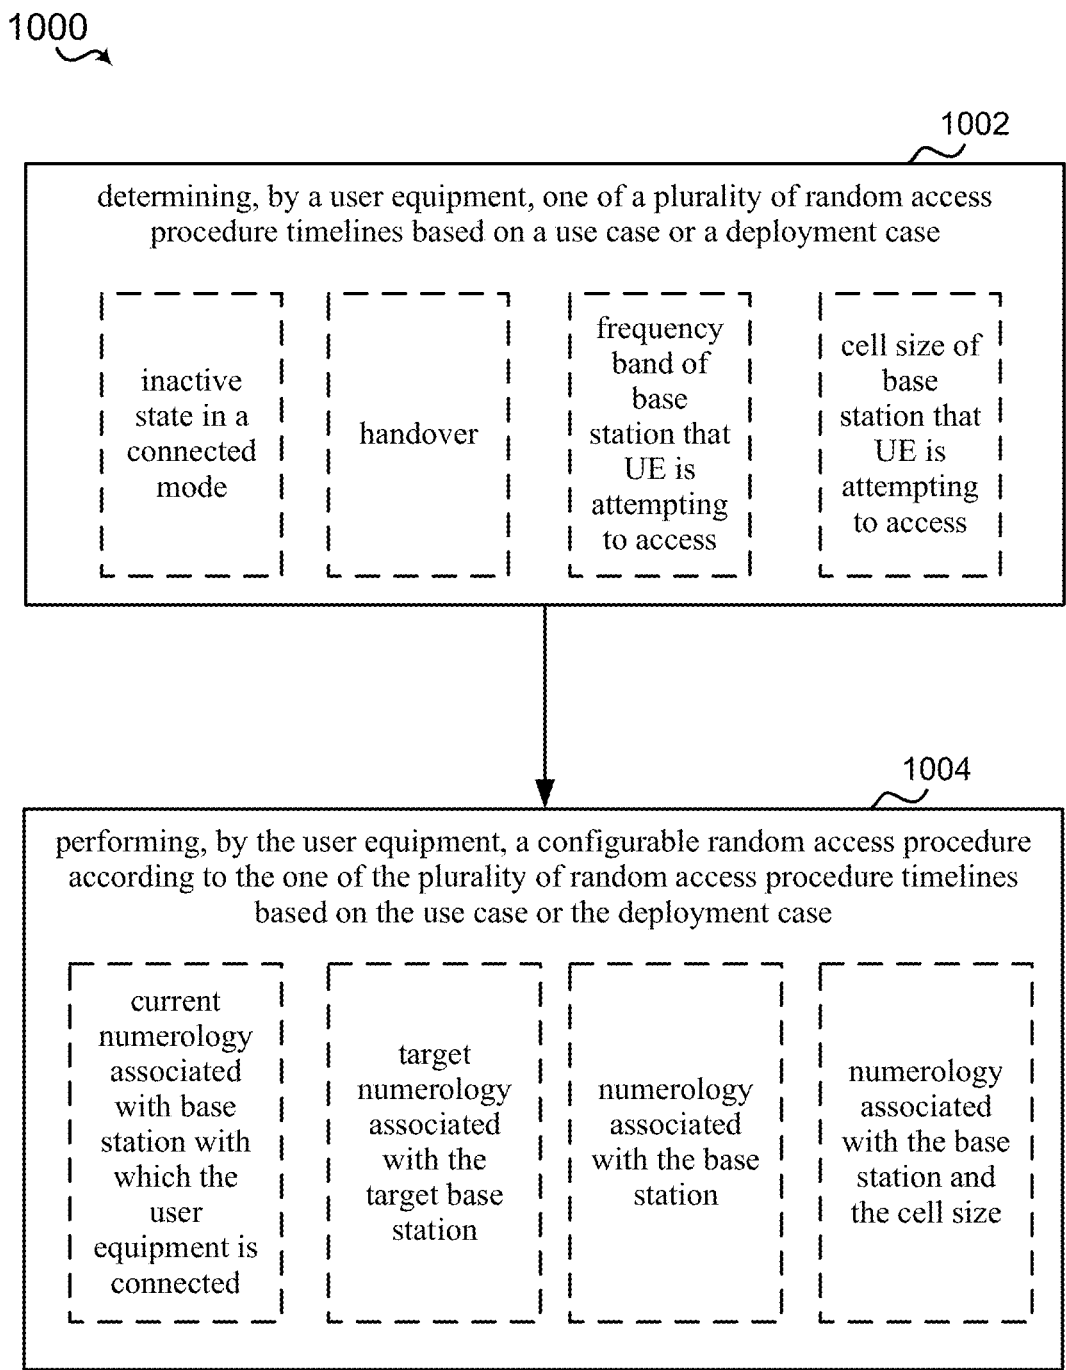 1000
1002
determining, by a user equipment, one of a plurality of random access
procedure timelines based on a use case or a deployment case
inactive
state in a
connected
mode
handover
frequency
band of
base
station that
UE is
attempting
to access
cell size of
base
station that
UE is
attempting
to access
1004
performing, by the user equipment, a configurable random access procedure
according to the one of the plurality of random access procedure timelines
based on the use case or the deployment case
current
numerology
associated
with base
station with
which the
user
equipment is
connected
target
numerology
associated
with the
target base
station
numerology
associated
with the base
station
numerology
associated
with the base
station and
the cell size